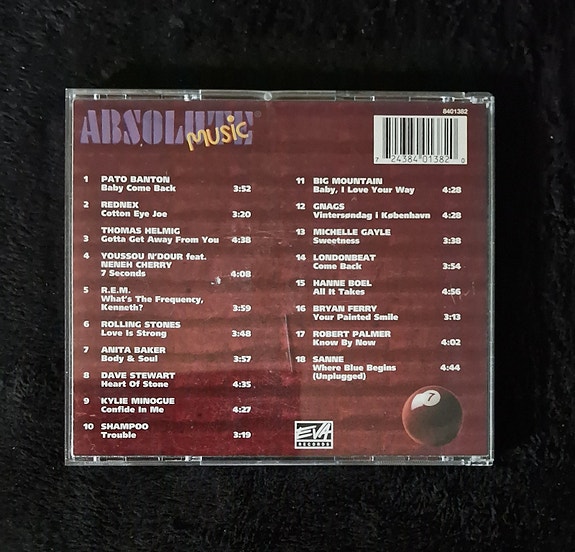 ABSOLUTE®
MUSIC
8401382
7 24384 01382 0
1 PATO BANTON
Baby Come Back 3:52
2 REDNEX
Cotton Eye Joe 3:20
THOMAS HELMIG
3 Gotta Get Away From You 4:38
4 YOUSSOU N'DOUR feat.
NENEH CHERRY
7 Seconds 4:08
5 R.E.M.
What's The Frequency,
Kenneth? 3:59
6 ROLLING STONES
Love Is Strong 3:48
7 ANITA BAKER
Body & Soul 3:57
8 DAVE STEWART
Heart Of Stone 4:35
9 KYLIE MINOGUE
Confide In Me 4:27
10 SHAMPOO
Trouble 3:19
11 BIG MOUNTAIN
Baby, I Love Your Way 4:28
12 GNAGS
Vintersøndag i København 4:28
13 MICHELLE GAYLE
Sweetness 3:38
14 LONDONBEAT
Come Back 3:54
15 HANNE BOEL
All It Takes 4:56
16 BRYAN FERRY
Your Painted Smile 3:13
17 ROBERT PALMER
Know By Now 4:02
18 SANNE
Where Blue Begins 4:44
(Unplugged)
7
EVA
RECORDS